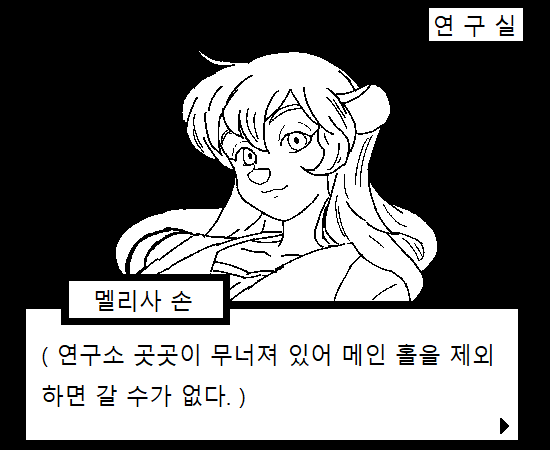 연 구 실
멜리사 손
( 연구소 곳곳이 무너져 있어 메인 홀을 제외
하면 갈 수가 없다. )